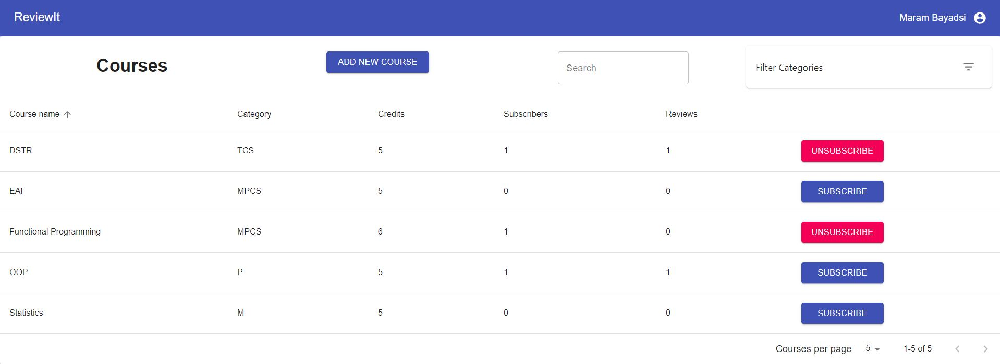 ReviewIt Maram Bayadsi
Courses ADD NEW COURSE Search Filter Categories
Course name Category Credits Subscribers Reviews
DSTR TCS 5 1 1 UNSUBSCRIBE
EAI MPCS 5 0 0 SUBSCRIBE
Functional Programming MPCS 6 1 0 UNSUBSCRIBE
OOP P 5 1 1 SUBSCRIBE
Statistics M 5 0 0 SUBSCRIBE
Courses per page 5 1-5 of 5